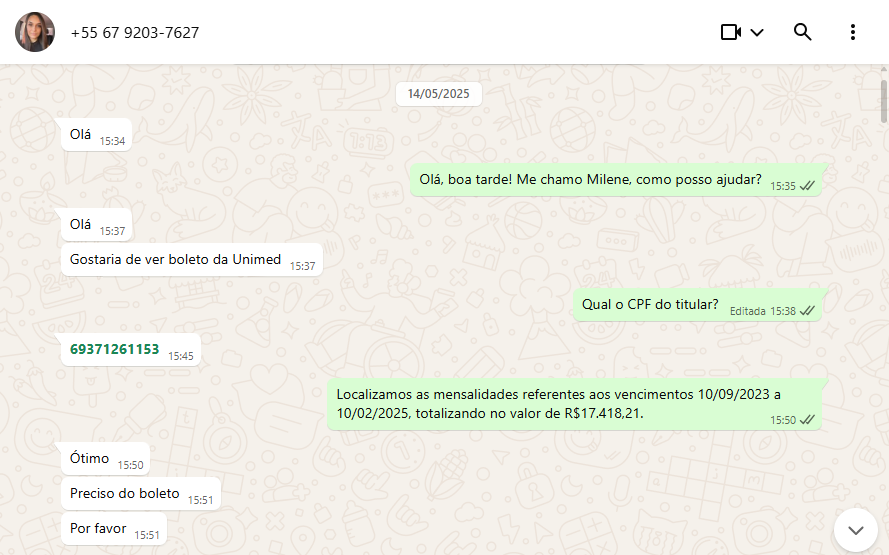 +55 67 9203-7627
14/05/2025
Olá 15:34
Olá, boa tarde! Me chamo Milene, como posso ajudar? 15:35
Olá 15:37
Gostaria de ver boleto da Unimed 15:37
Qual o CPF do titular? Editada 15:38
69371261153 15:45
Localizamos as mensalidades referentes aos vencimentos 10/09/2023 a
10/02/2025, totalizando no valor de R$17.418,21. 15:50
Ótimo 15:50
Preciso do boleto 15:51
Por favor 15:51